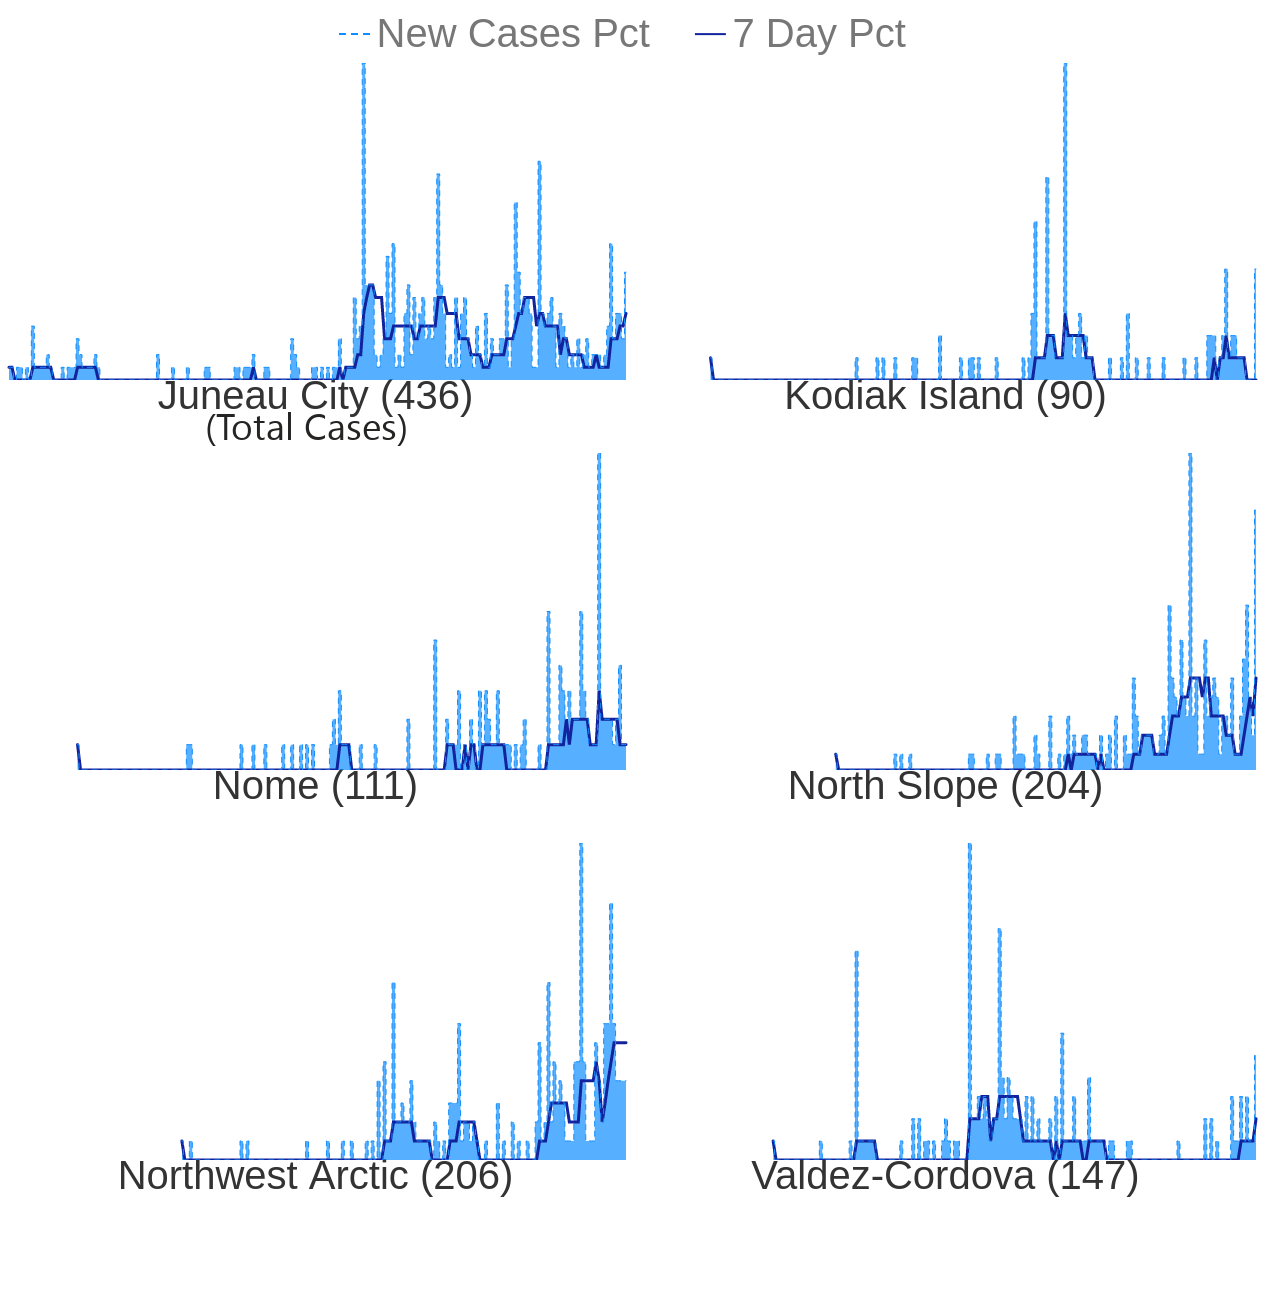 New Cases Pct 7 Day Pct
Juneau City (436)
(Total Cases)
Kodiak Island (90)
Nome (111)
North Slope (204)
Northwest Arctic (206)
Valdez-Cordova (147)